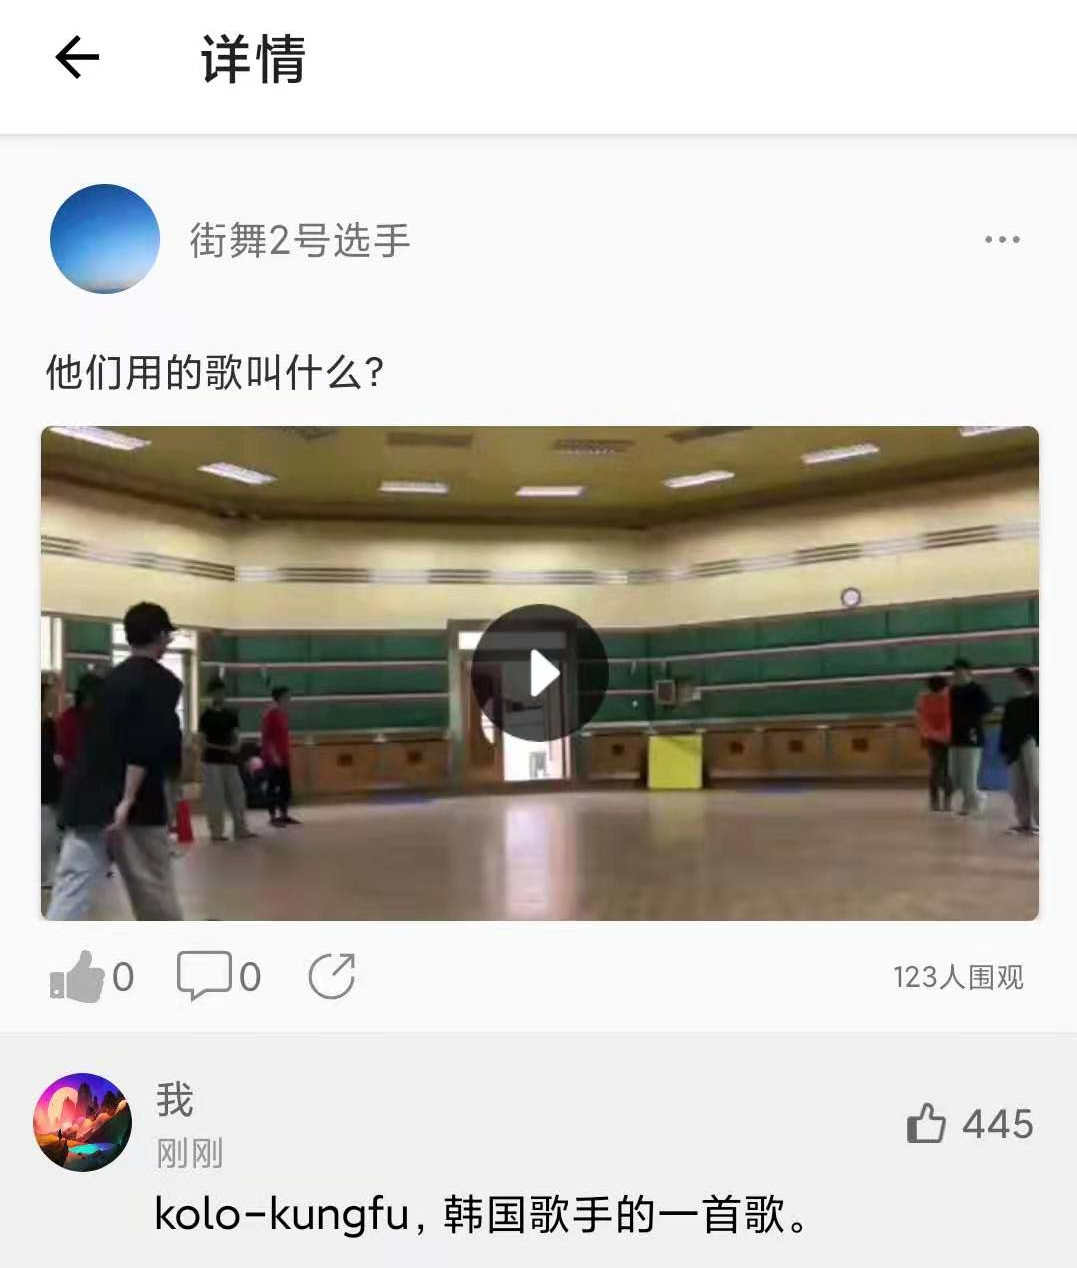 详情
街舞2号选手
他们用的歌叫什么?
0
0
123人围观
我
445
刚刚
kolo-kungfu, 韩国歌手的一首歌。